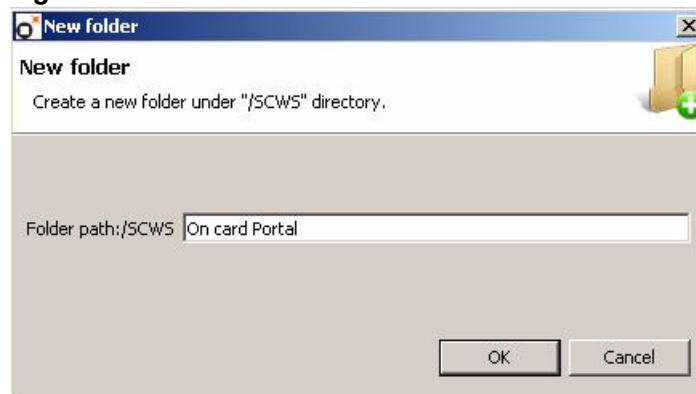 New folder
New folder
Create a new folder under "/SCWS" directory.
Folder path:/SCWS On card Portal
OK Cancel